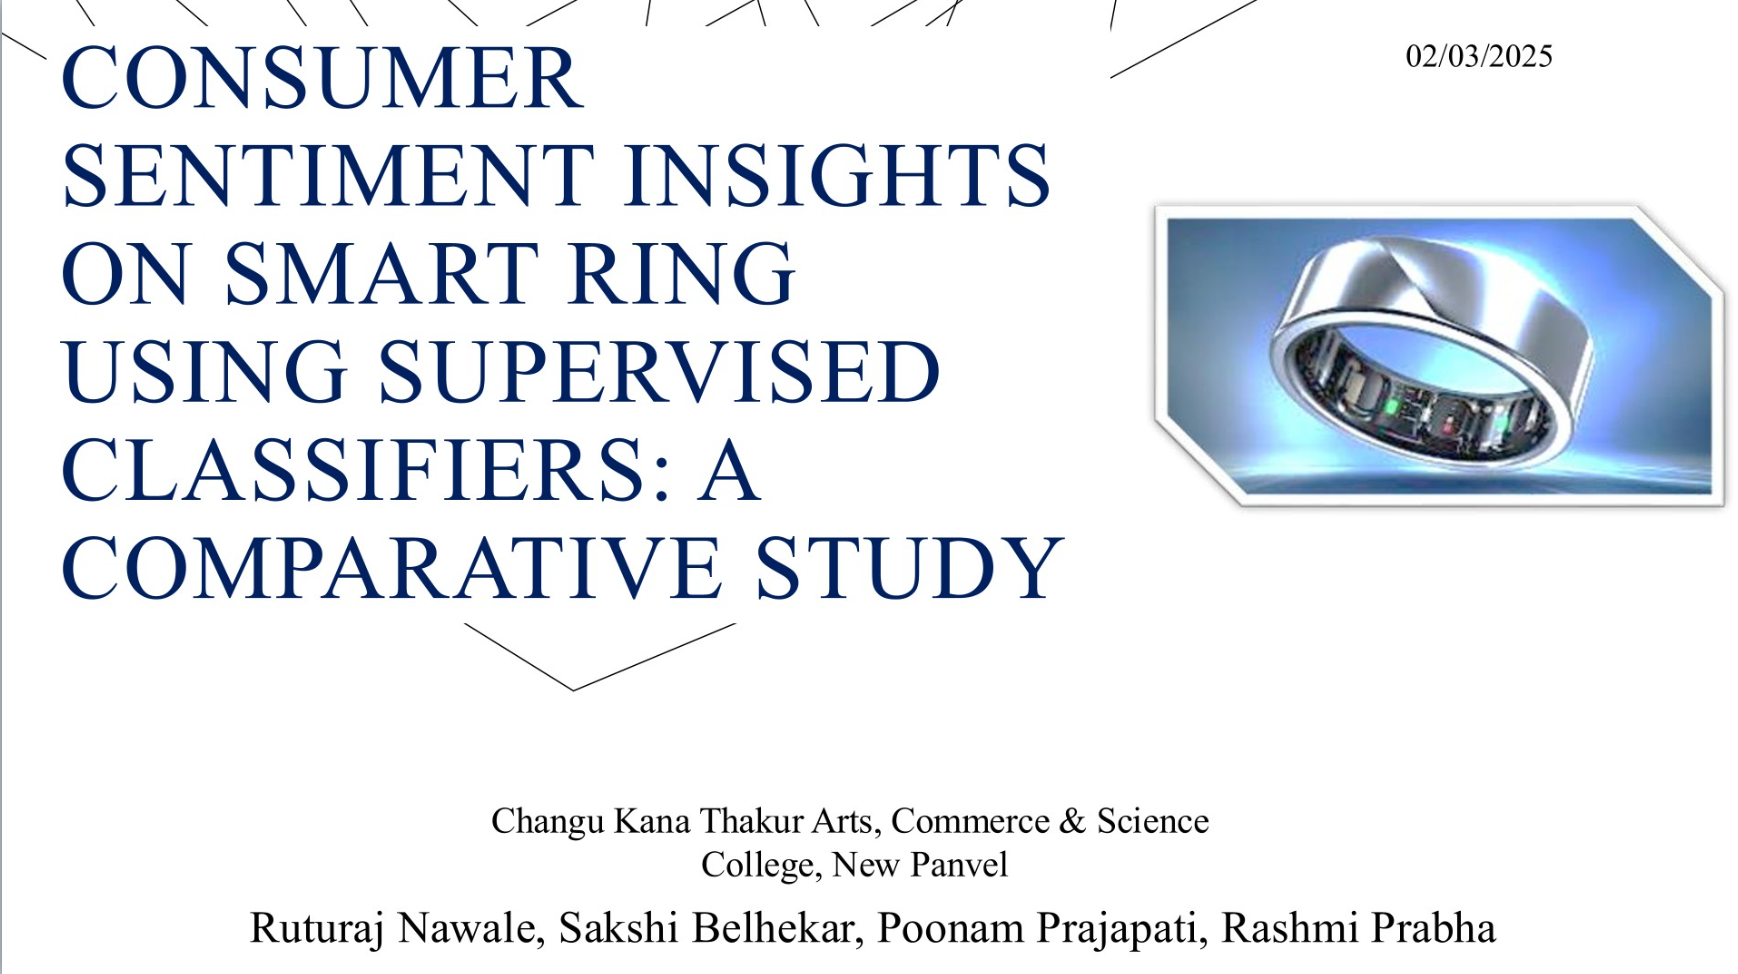 02/03/2025
CONSUMER
SENTIMENT INSIGHTS
ON SMART RING
USING SUPERVISED
CLASSIFIERS: A
COMPARATIVE STUDY
Changu Kana Thakur Arts, Commerce & Science
College, New Panvel
Ruturaj Nawale, Sakshi Belhekar, Poonam Prajapati, Rashmi Prabha